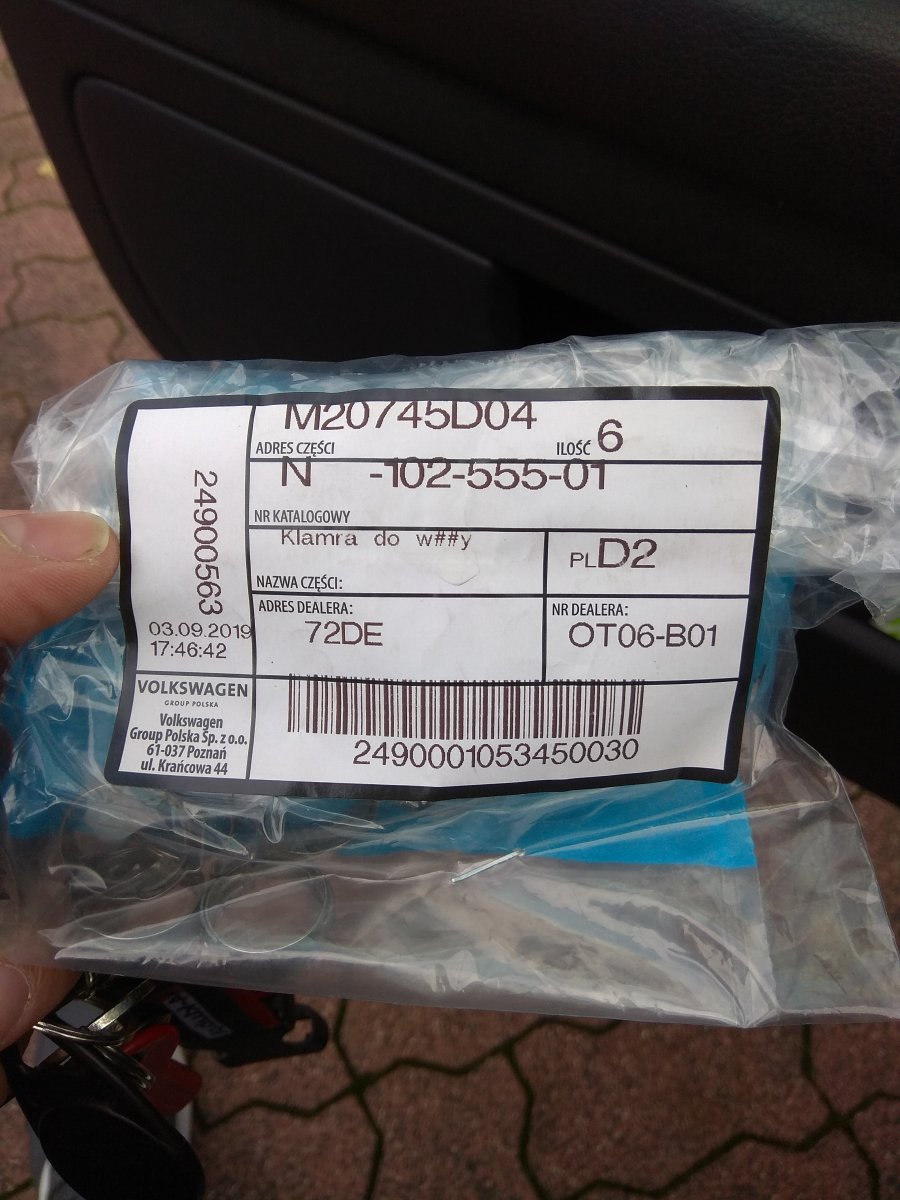 M20745D04
ADRES CZĘŚCI
ILOŚĆ 6
N -102-555-01
NR KATALOGOWY
Klamra do w##y
NAZWA CZĘŚCI:
PL D2
ADRES DEALERA:
72DE
NR DEALERA:
OT06-B01
24900563
03.09.2019
17:46:42
VOLKSWAGEN
GROUP POLSKA
Volkswagen
Group Polska Sp. z o.o.
61-037 Poznań
ul. Krańcowa 44
2490001053450030